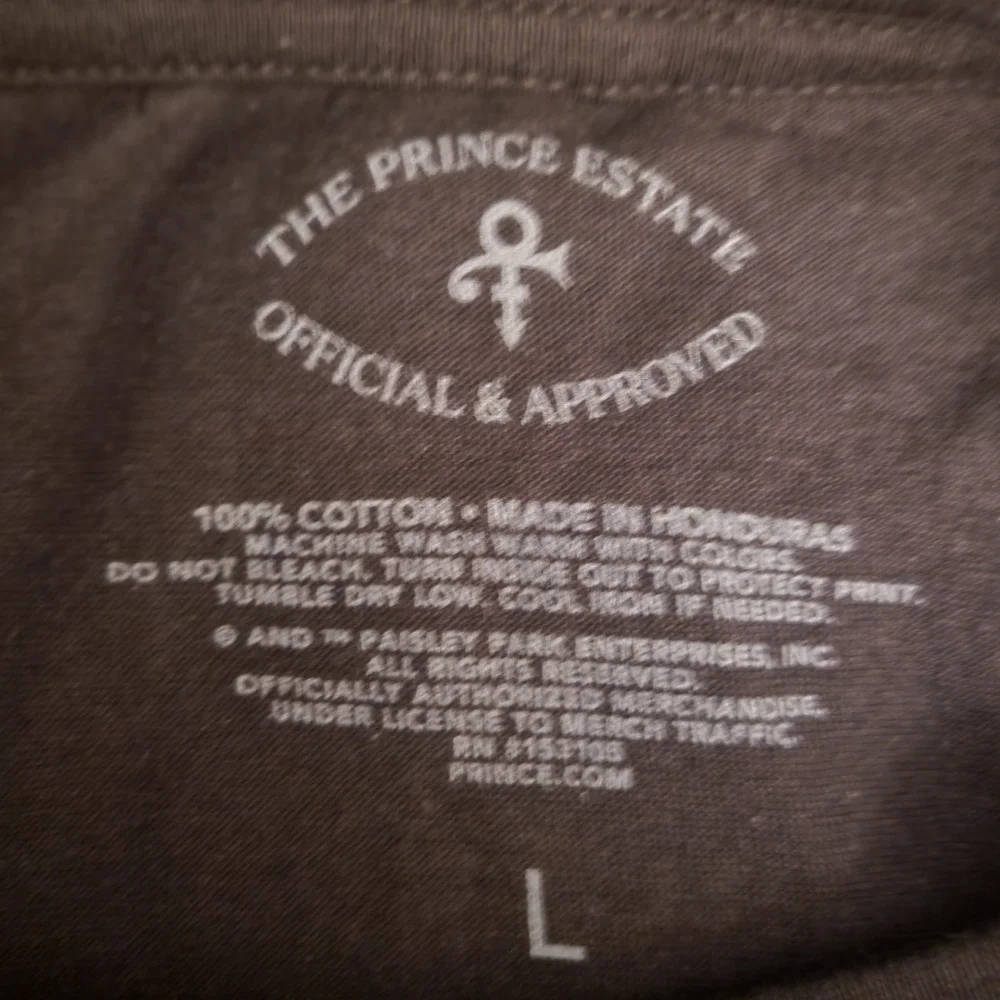 THE PRINCE ESTATE
OFFICIAL & APPROVED
100% COTTON • MADE IN HONDURAS
MACHINE WASH WARM WITH COLORS.
DO NOT BLEACH. TURN INSIDE OUT TO PROTECT PRINT.
TUMBLE DRY LOW. COOL IRON IF NEEDED.
© AND ™ PAISLEY PARK ENTERPRISES, INC.
ALL RIGHTS RESERVED.
OFFICIALLY AUTHORIZED MERCHANDISE.
UNDER LICENSE TO MERCH TRAFFIC.
RN
PRINCE.COM
L